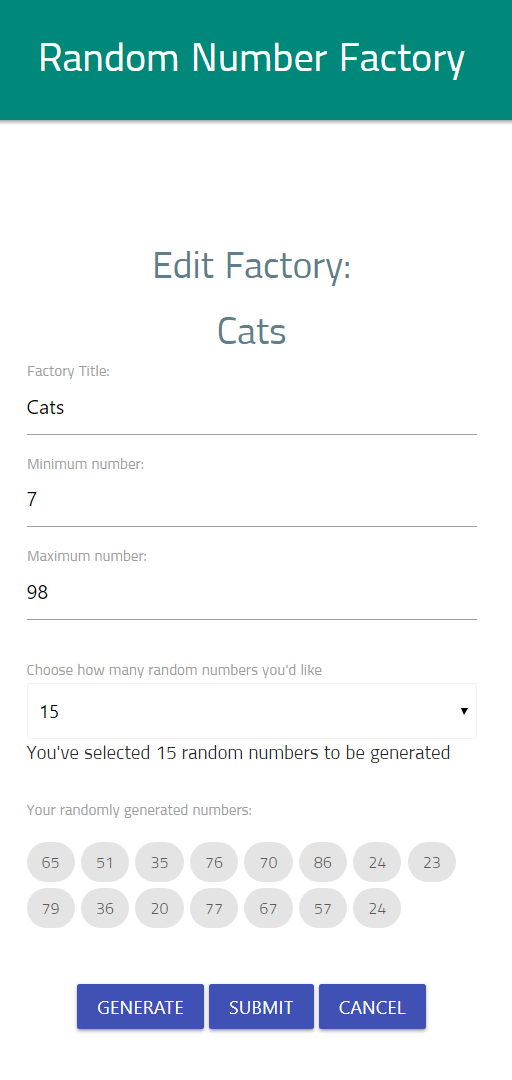 Random Number Factory
Edit Factory:
Cats
Factory Title:
Cats
Minimum number:
7
Maximum number:
98
Choose how many random numbers you'd like
15
You've selected 15 random numbers to be generated
Your randomly generated numbers:
65 51 35 76 70 86 24 23
79 36 20 77 67 57 24
GENERATE SUBMIT CANCEL